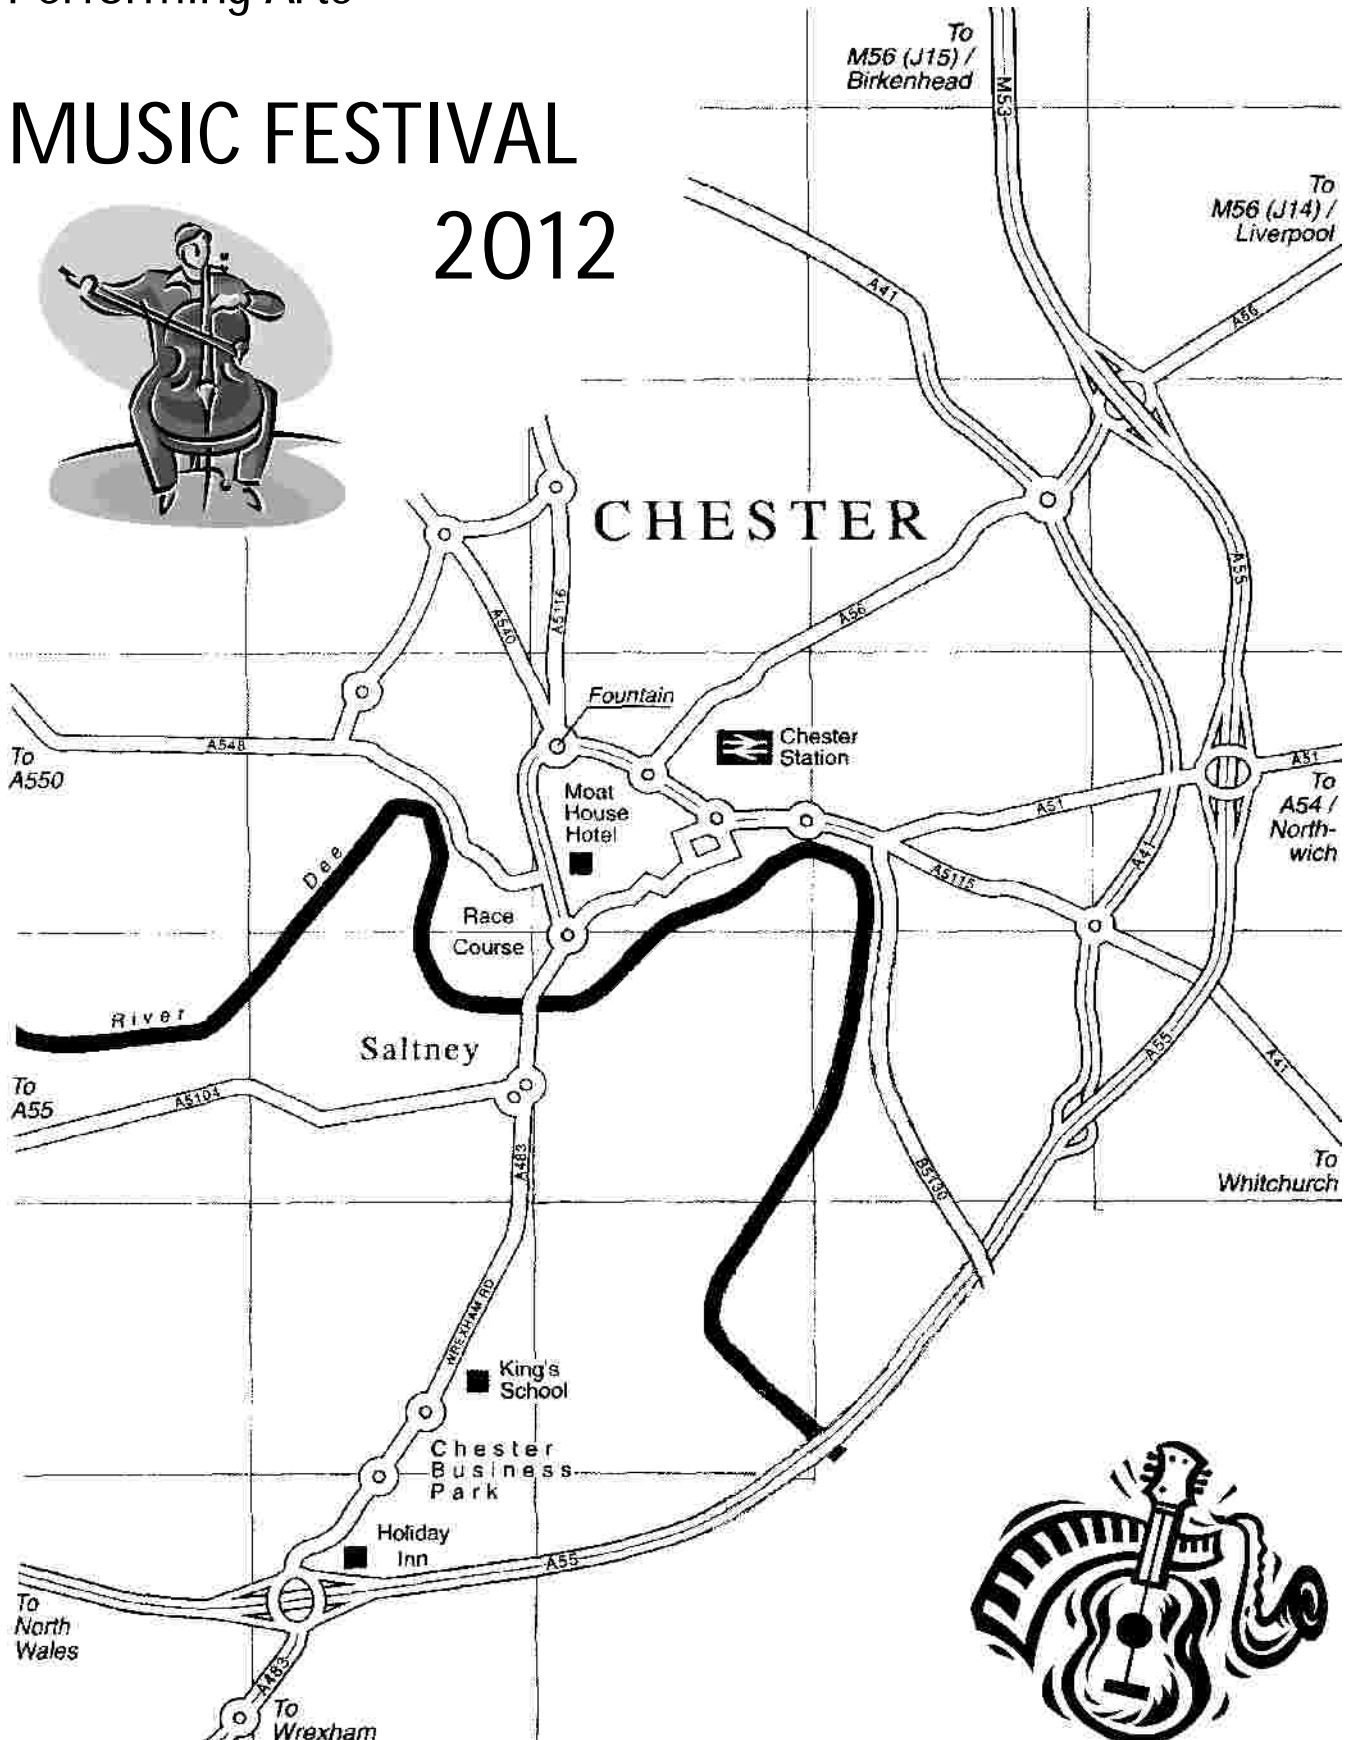 Performing Arts
MUSIC FESTIVAL
2012
To
M56 (J15) /
Birkenhead
M53
To
M56 (J14) /
Liverpool
A41
A56
CHESTER
A55
A540
A5116
A56
Fountain
Chester
Station
A548
To
A550
A51
To
A54 /
North-
wich
Moat
House
Hotel
A51
A41
A5115
Dee
Race
Course
River
Saltney
A55
A41
To
A55
A5104
A483
B5130
To
Whitchurch
WREXHAM RD
King's
School
Chester
Business
Park
Holiday
Inn
A55
To
North
Wales
A483
To
Wrexham